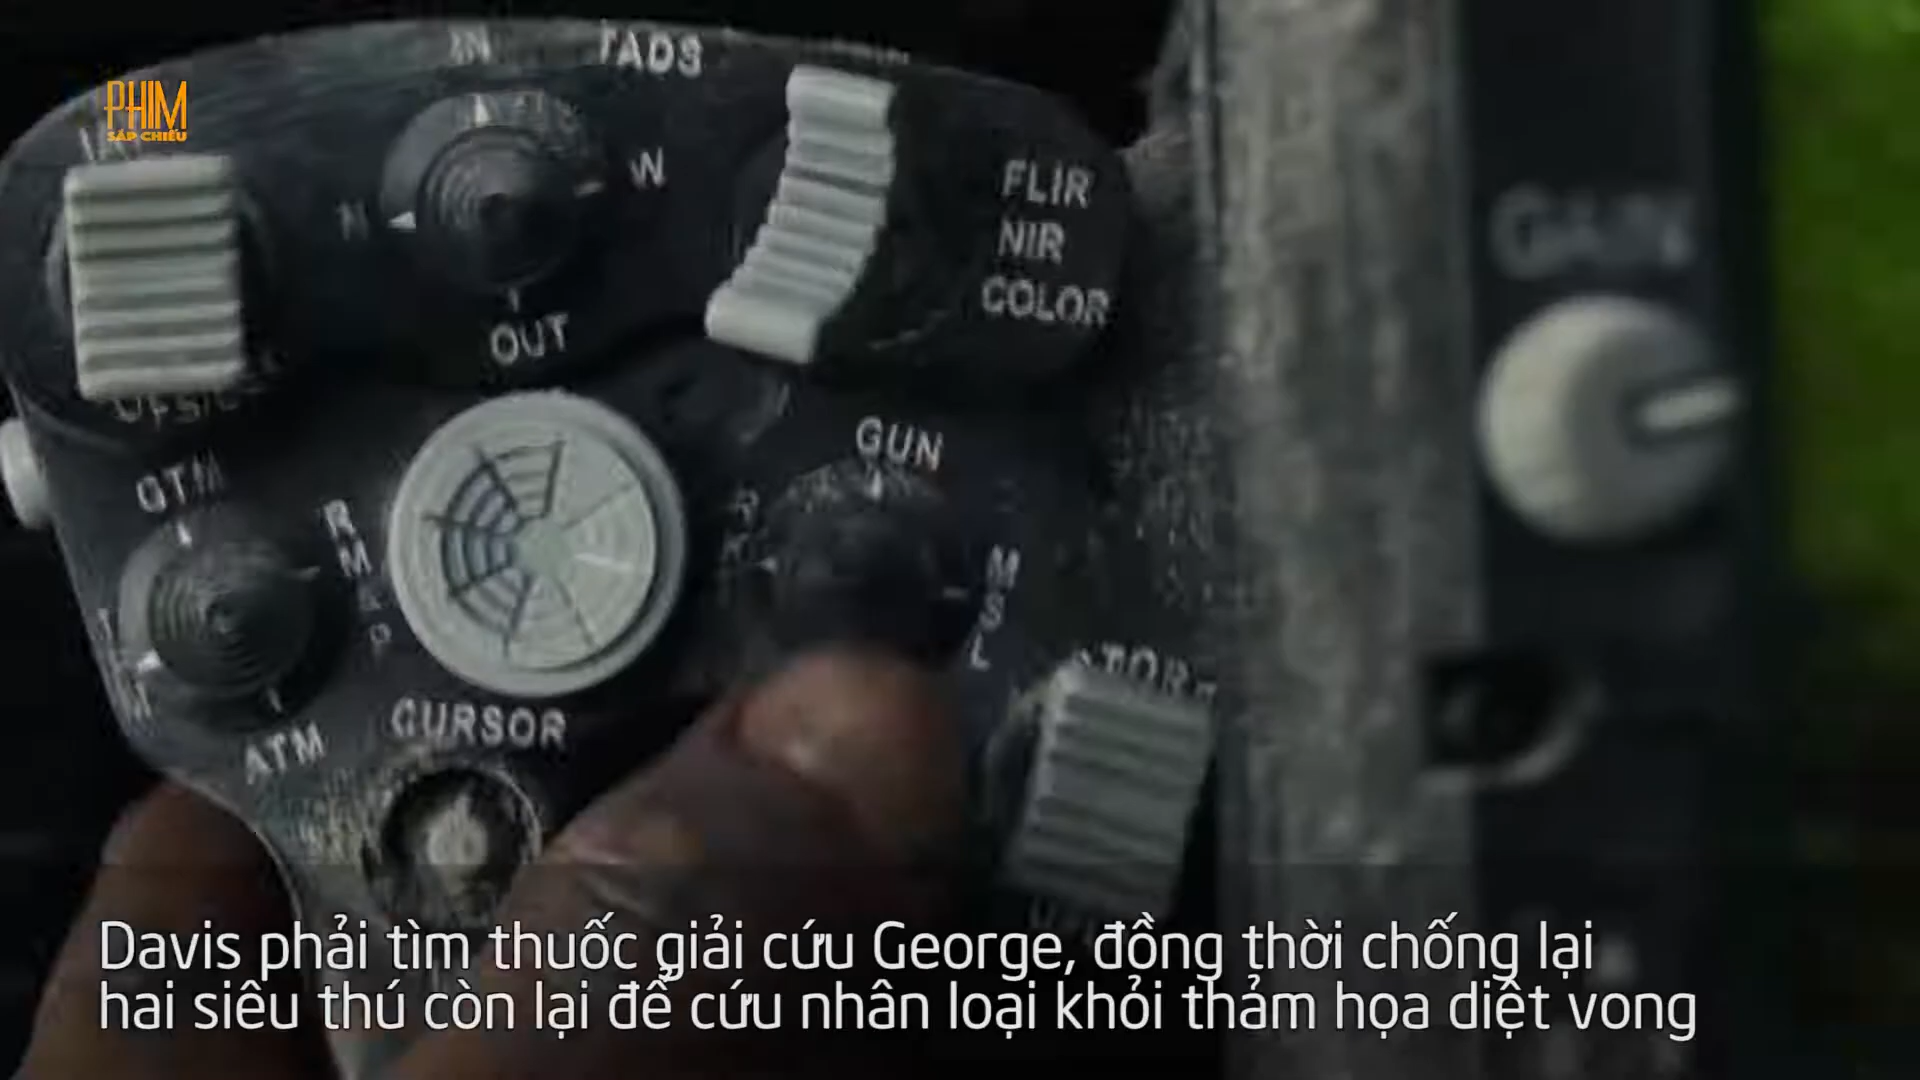 PHIM
SẮP CHIẾU
IN
TADS
W
N
OUT
FLIR
NIR
COLOR
GAIN
GUN
GTM
R
M
A
P
M
S
L
ATM
CURSOR
Davis phải tìm thuốc giải cứu George, đồng thời chống lại
hai siêu thú còn lại để cứu nhân loại khỏi thảm họa diệt vong